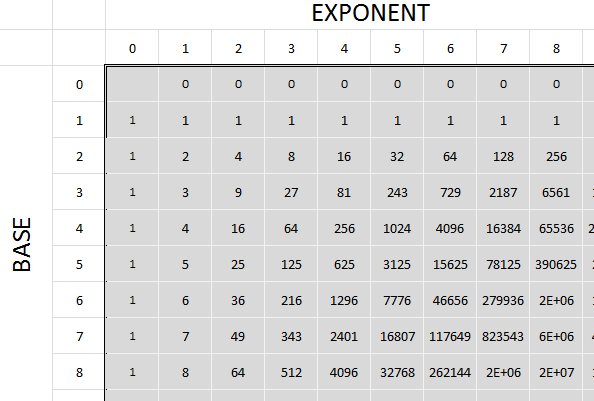 EXPONENT
0 1 2 3 4 5 6 7 8
BASE
0 0 0 0 0 0 0 0 0
1 1 1 1 1 1 1 1 1 1
2 1 2 4 8 16 32 64 128 256
3 1 3 9 27 81 243 729 2187 6561
4 1 4 16 64 256 1024 4096 16384 65536
5 1 5 25 125 625 3125 15625 78125 390625
6 1 6 36 216 1296 7776 46656 279936 2E+06
7 1 7 49 343 2401 16807 117649 823543 6E+06
8 1 8 64 512 4096 32768 262144 2E+06 2E+07